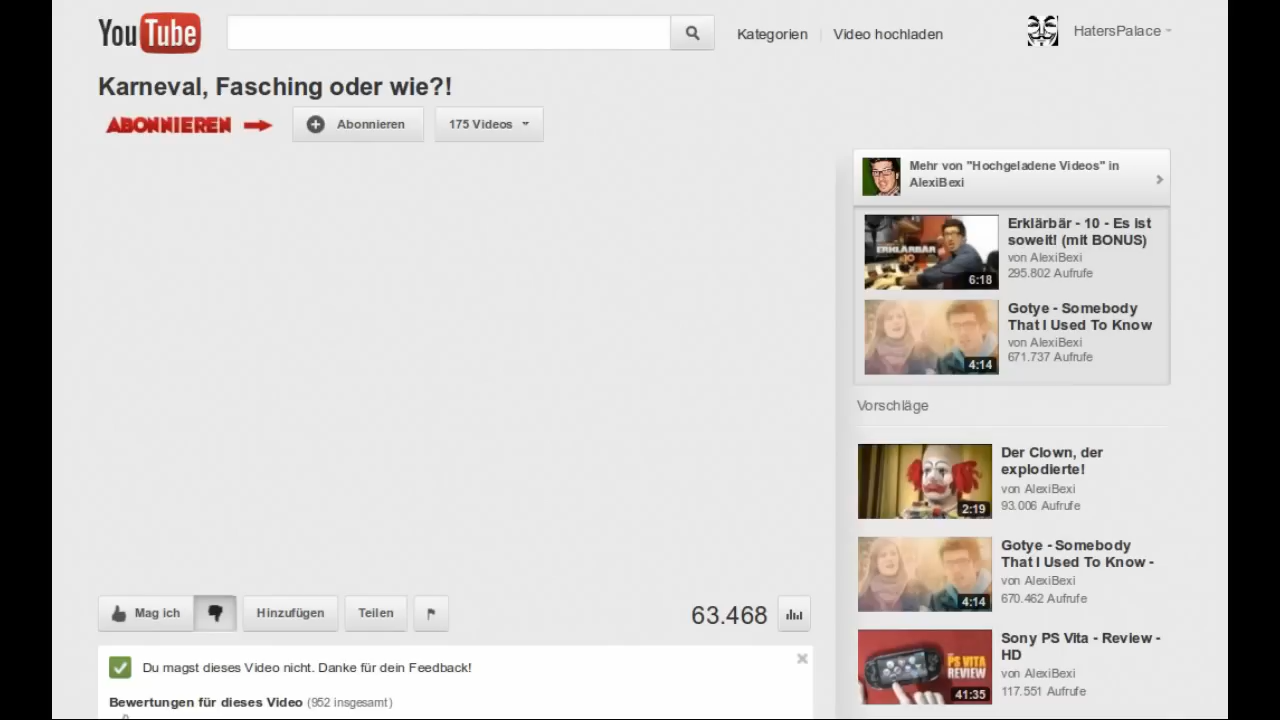 YouTube
Kategorien
Video hochladen
HatersPalace
Karneval, Fasching oder wie?!
ABONNIEREN
Abonnieren
175 Videos
Mehr von "Hochgeladene Videos" in
AlexiBexi
ERKLÄRBÄR
10
6:18
Erklärbär - 10 - Es ist
soweit! (mit BONUS)
von AlexiBexi
295.802 Aufrufe
4:14
Gotye - Somebody
That I Used To Know
von AlexiBexi
671.737 Aufrufe
Vorschläge
2:19
Der Clown, der
explodierte!
von AlexiBexi
93.006 Aufrufe
4:14
Gotye - Somebody
That I Used To Know -
von AlexiBexi
670.462 Aufrufe
PS VITA
REVIEW
41:35
Sony PS Vita - Review -
HD
von AlexiBexi
117.551 Aufrufe
Mag ich
Hinzufügen
Teilen
63.468
Du magst dieses Video nicht. Danke für dein Feedback!
Bewertungen für dieses Video (952 insgesamt)